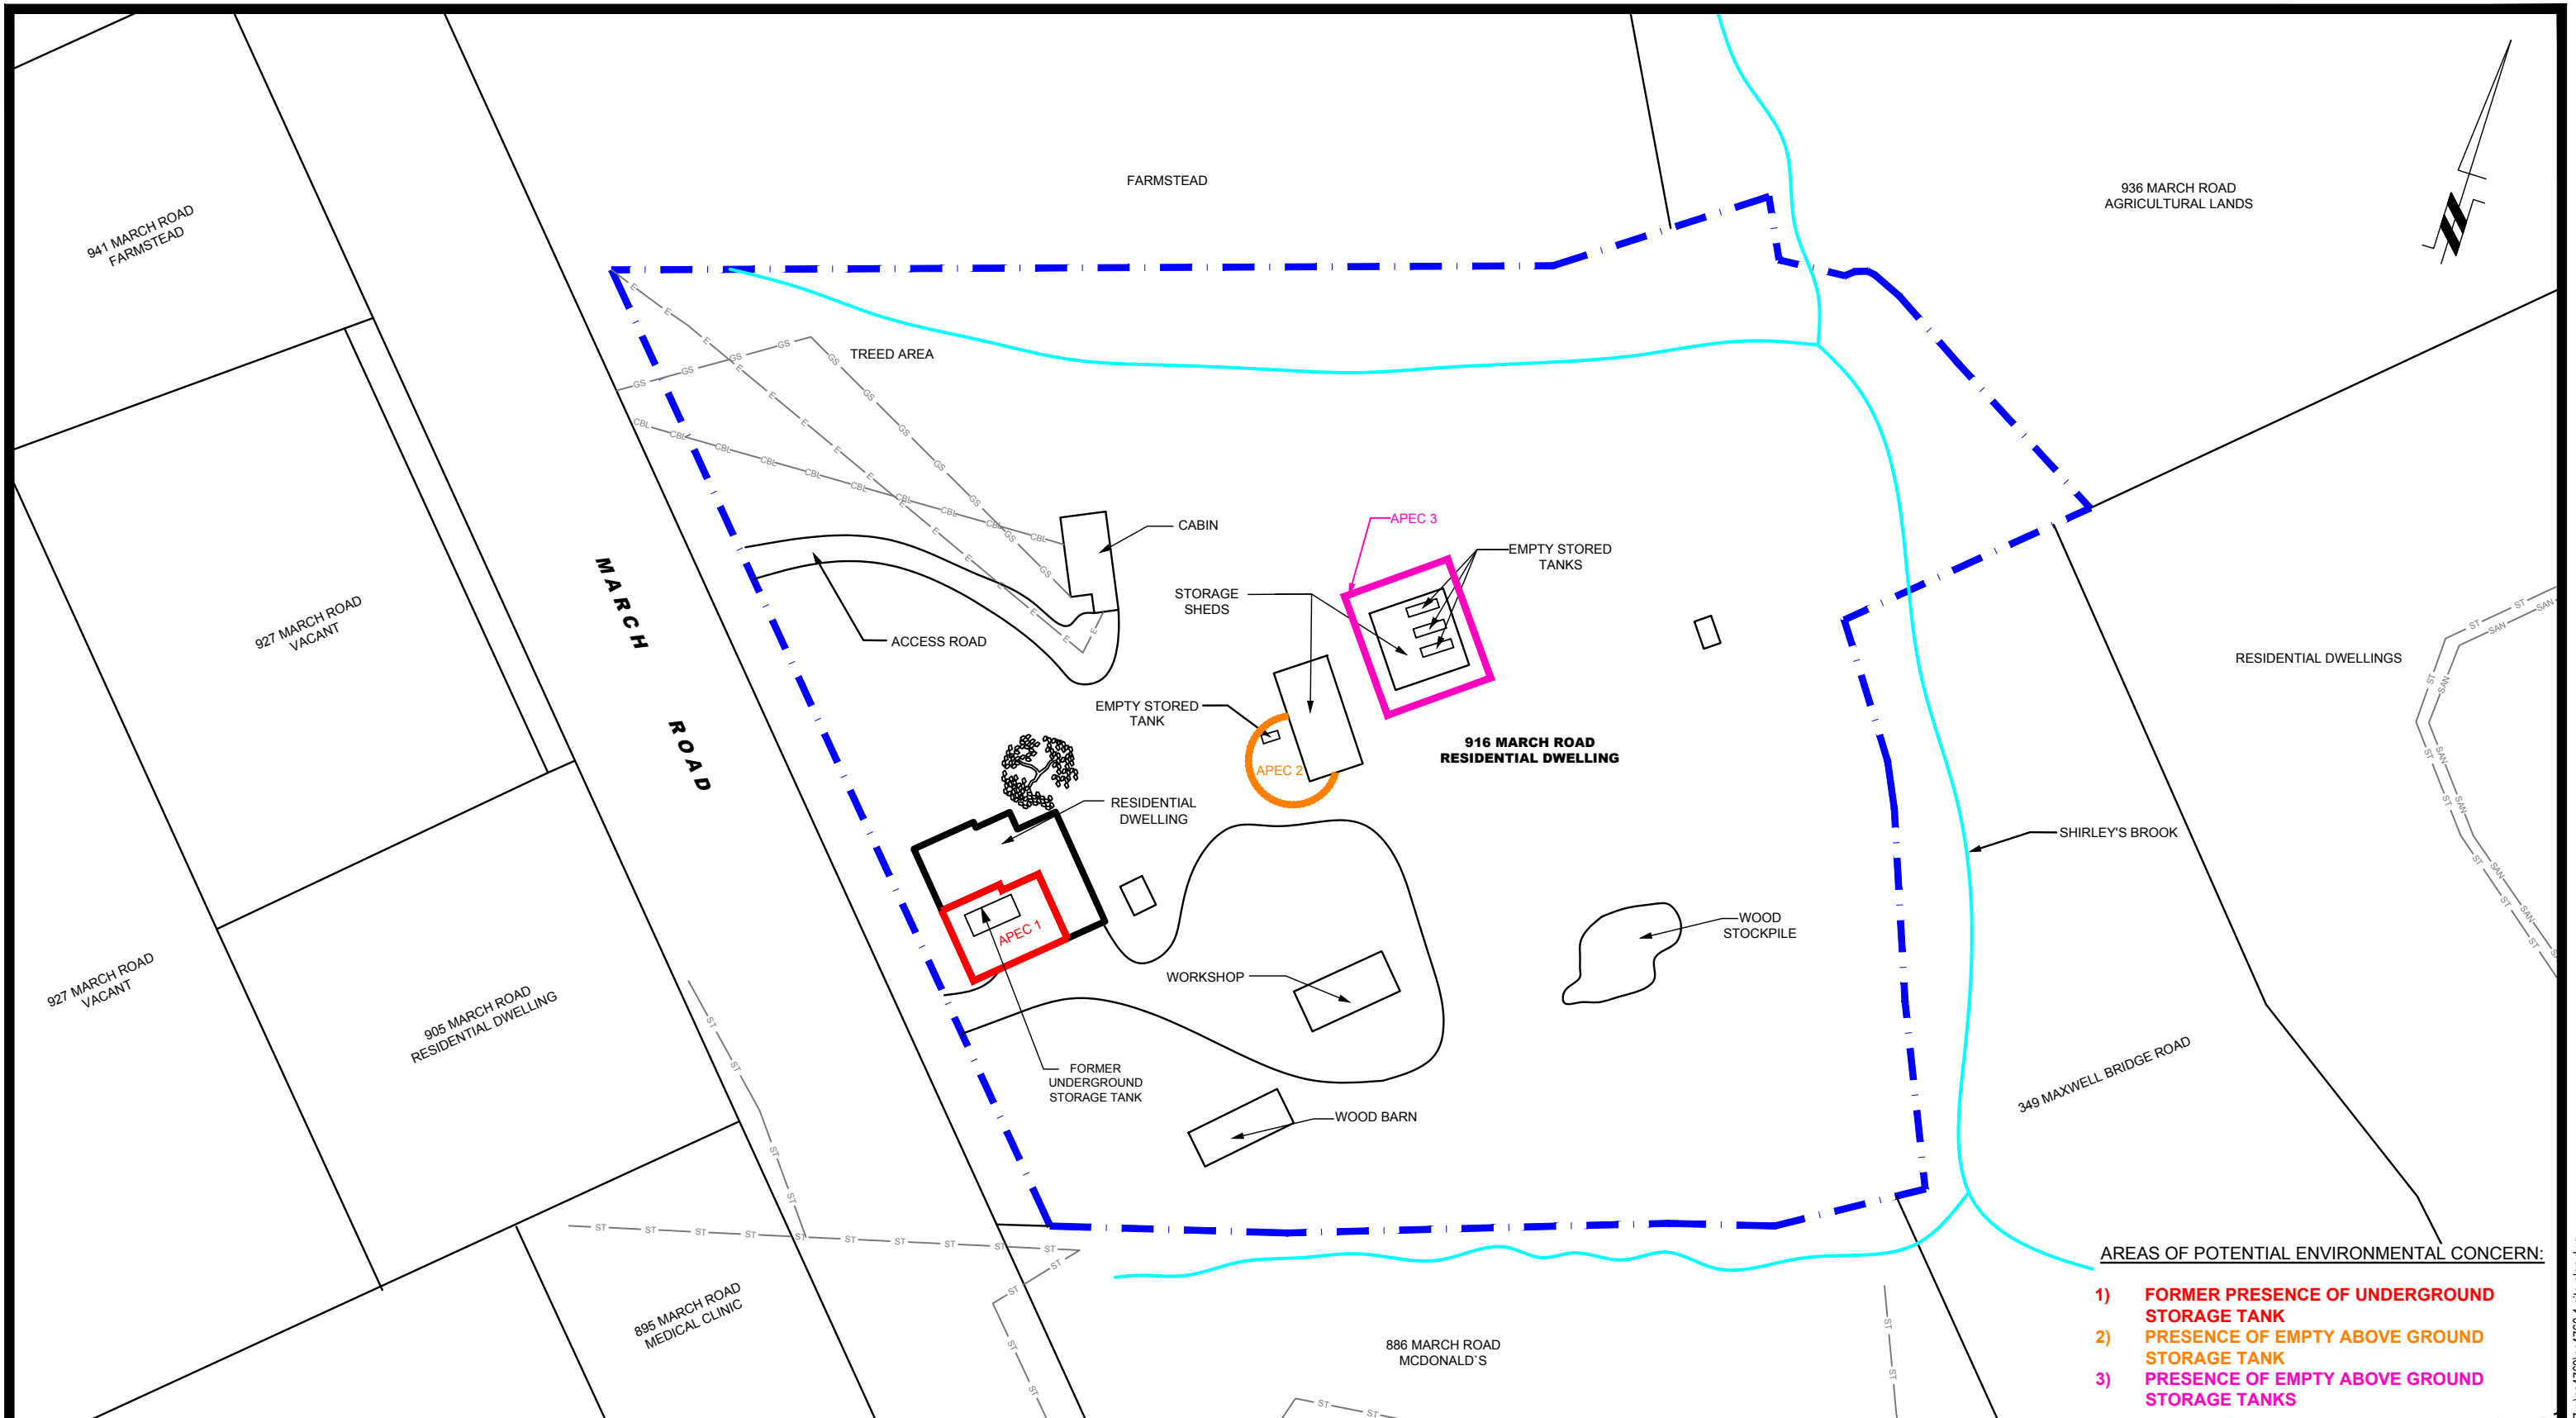 FARMSTEAD
936 MARCH ROAD
AGRICULTURAL LANDS
941 MARCH ROAD
FARMSTEAD
TREED AREA
CABIN
APEC 3
EMPTY STORED
TANKS
STORAGE
SHEDS
ACCESS ROAD
MARCH ROAD
927 MARCH ROAD
VACANT
RESIDENTIAL DWELLINGS
EMPTY STORED
TANK
APEC 2
916 MARCH ROAD
RESIDENTIAL DWELLING
RESIDENTIAL
DWELLING
SHIRLEY'S BROOK
APEC 1
WOOD
STOCKPILE
WORKSHOP
927 MARCH ROAD
VACANT
905 MARCH ROAD
RESIDENTIAL DWELLING
FORMER
UNDERGROUND
STORAGE TANK
349 MAXWELL BRIDGE ROAD
WOOD BARN
895 MARCH ROAD
MEDICAL CLINIC
886 MARCH ROAD
MCDONALD`S
AREAS OF POTENTIAL ENVIRONMENTAL CONCERN:
1) FORMER PRESENCE OF UNDERGROUND
STORAGE TANK
2) PRESENCE OF EMPTY ABOVE GROUND
STORAGE TANK
3) PRESENCE OF EMPTY ABOVE GROUND
STORAGE TANKS